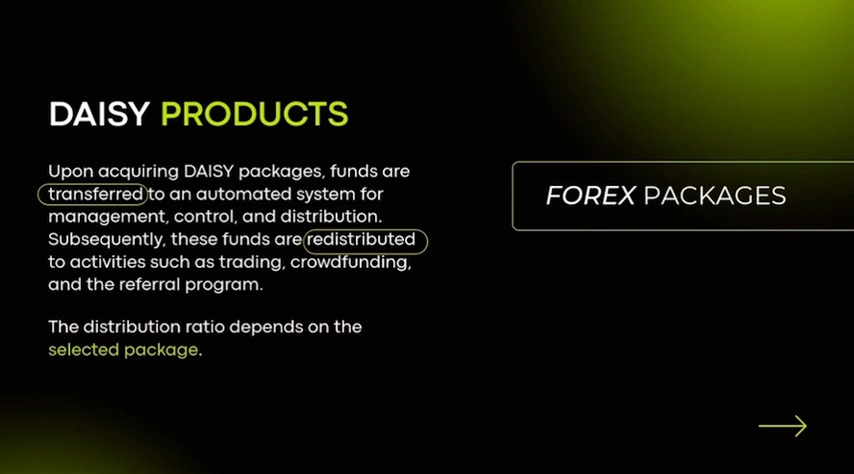 DAISY PRODUCTS
Upon acquiring DAISY packages, funds are
transferred to an automated system for
management, control, and distribution.
Subsequently, these funds are redistributed
to activities such as trading, crowdfunding,
and the referral program.
The distribution ratio depends on the
selected package.
FOREX PACKAGES